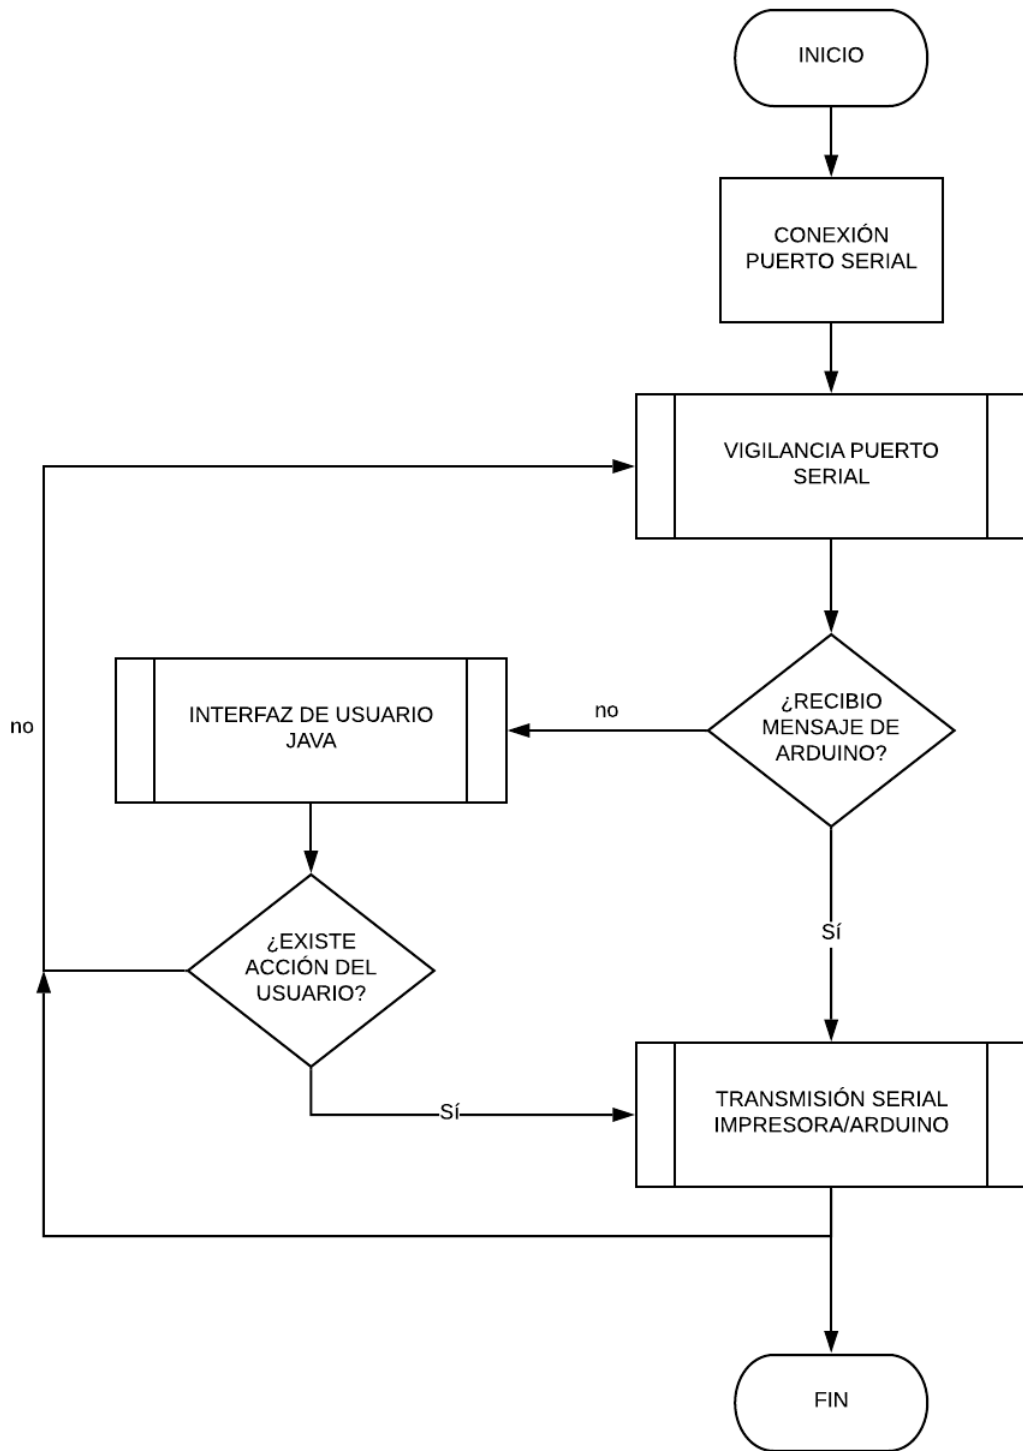 INICIO
CONEXIÓN
PUERTO SERIAL
VIGILANCIA PUERTO
SERIAL
¿RECIBIO
MENSAJE DE
ARDUINO?
no
INTERFAZ DE USUARIO
JAVA
no
¿EXISTE
ACCIÓN DEL
USUARIO?
Sí
Sí
TRANSMISIÓN SERIAL
IMPRESORA/ARDUINO
FIN